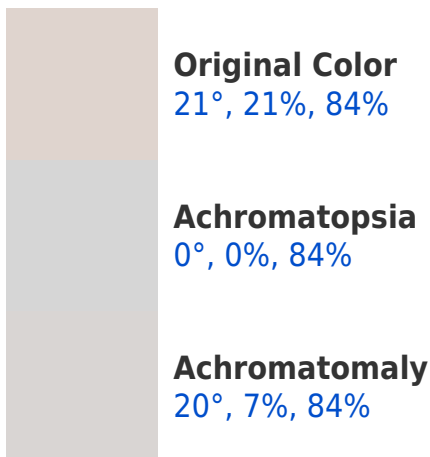 Original Color
21°, 21%, 84%
Achromatopsia
0°, 0%, 84%
Achromatomaly
20°, 7%, 84%